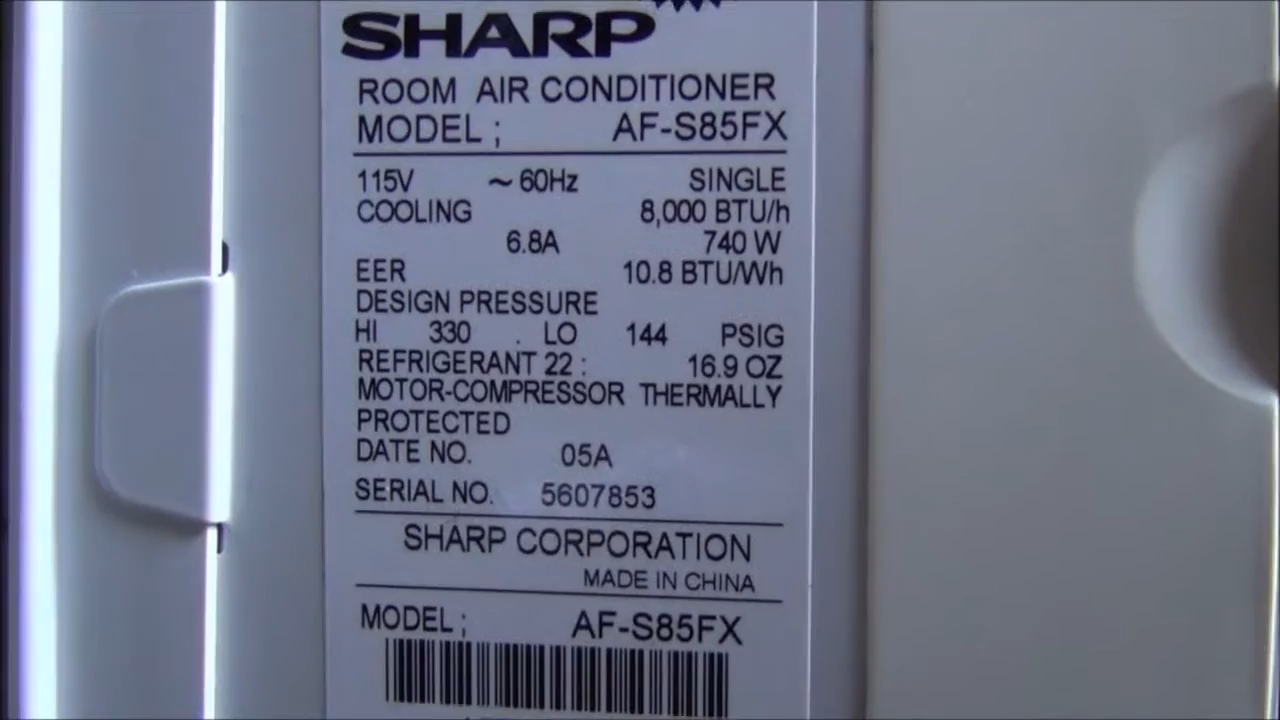 SHARP
ROOM AIR CONDITIONER
MODEL ; AF-S85FX
115V ~ 60Hz SINGLE
COOLING 8,000 BTU/h
6.8A 740 W
EER 10.8 BTU/Wh
DESIGN PRESSURE
HI 330 . LO 144 PSIG
REFRIGERANT 22 : 16.9 OZ
MOTOR-COMPRESSOR THERMALLY
PROTECTED
DATE NO. 05A
SERIAL NO. 5607853
SHARP CORPORATION
MADE IN CHINA
MODEL ; AF-S85FX